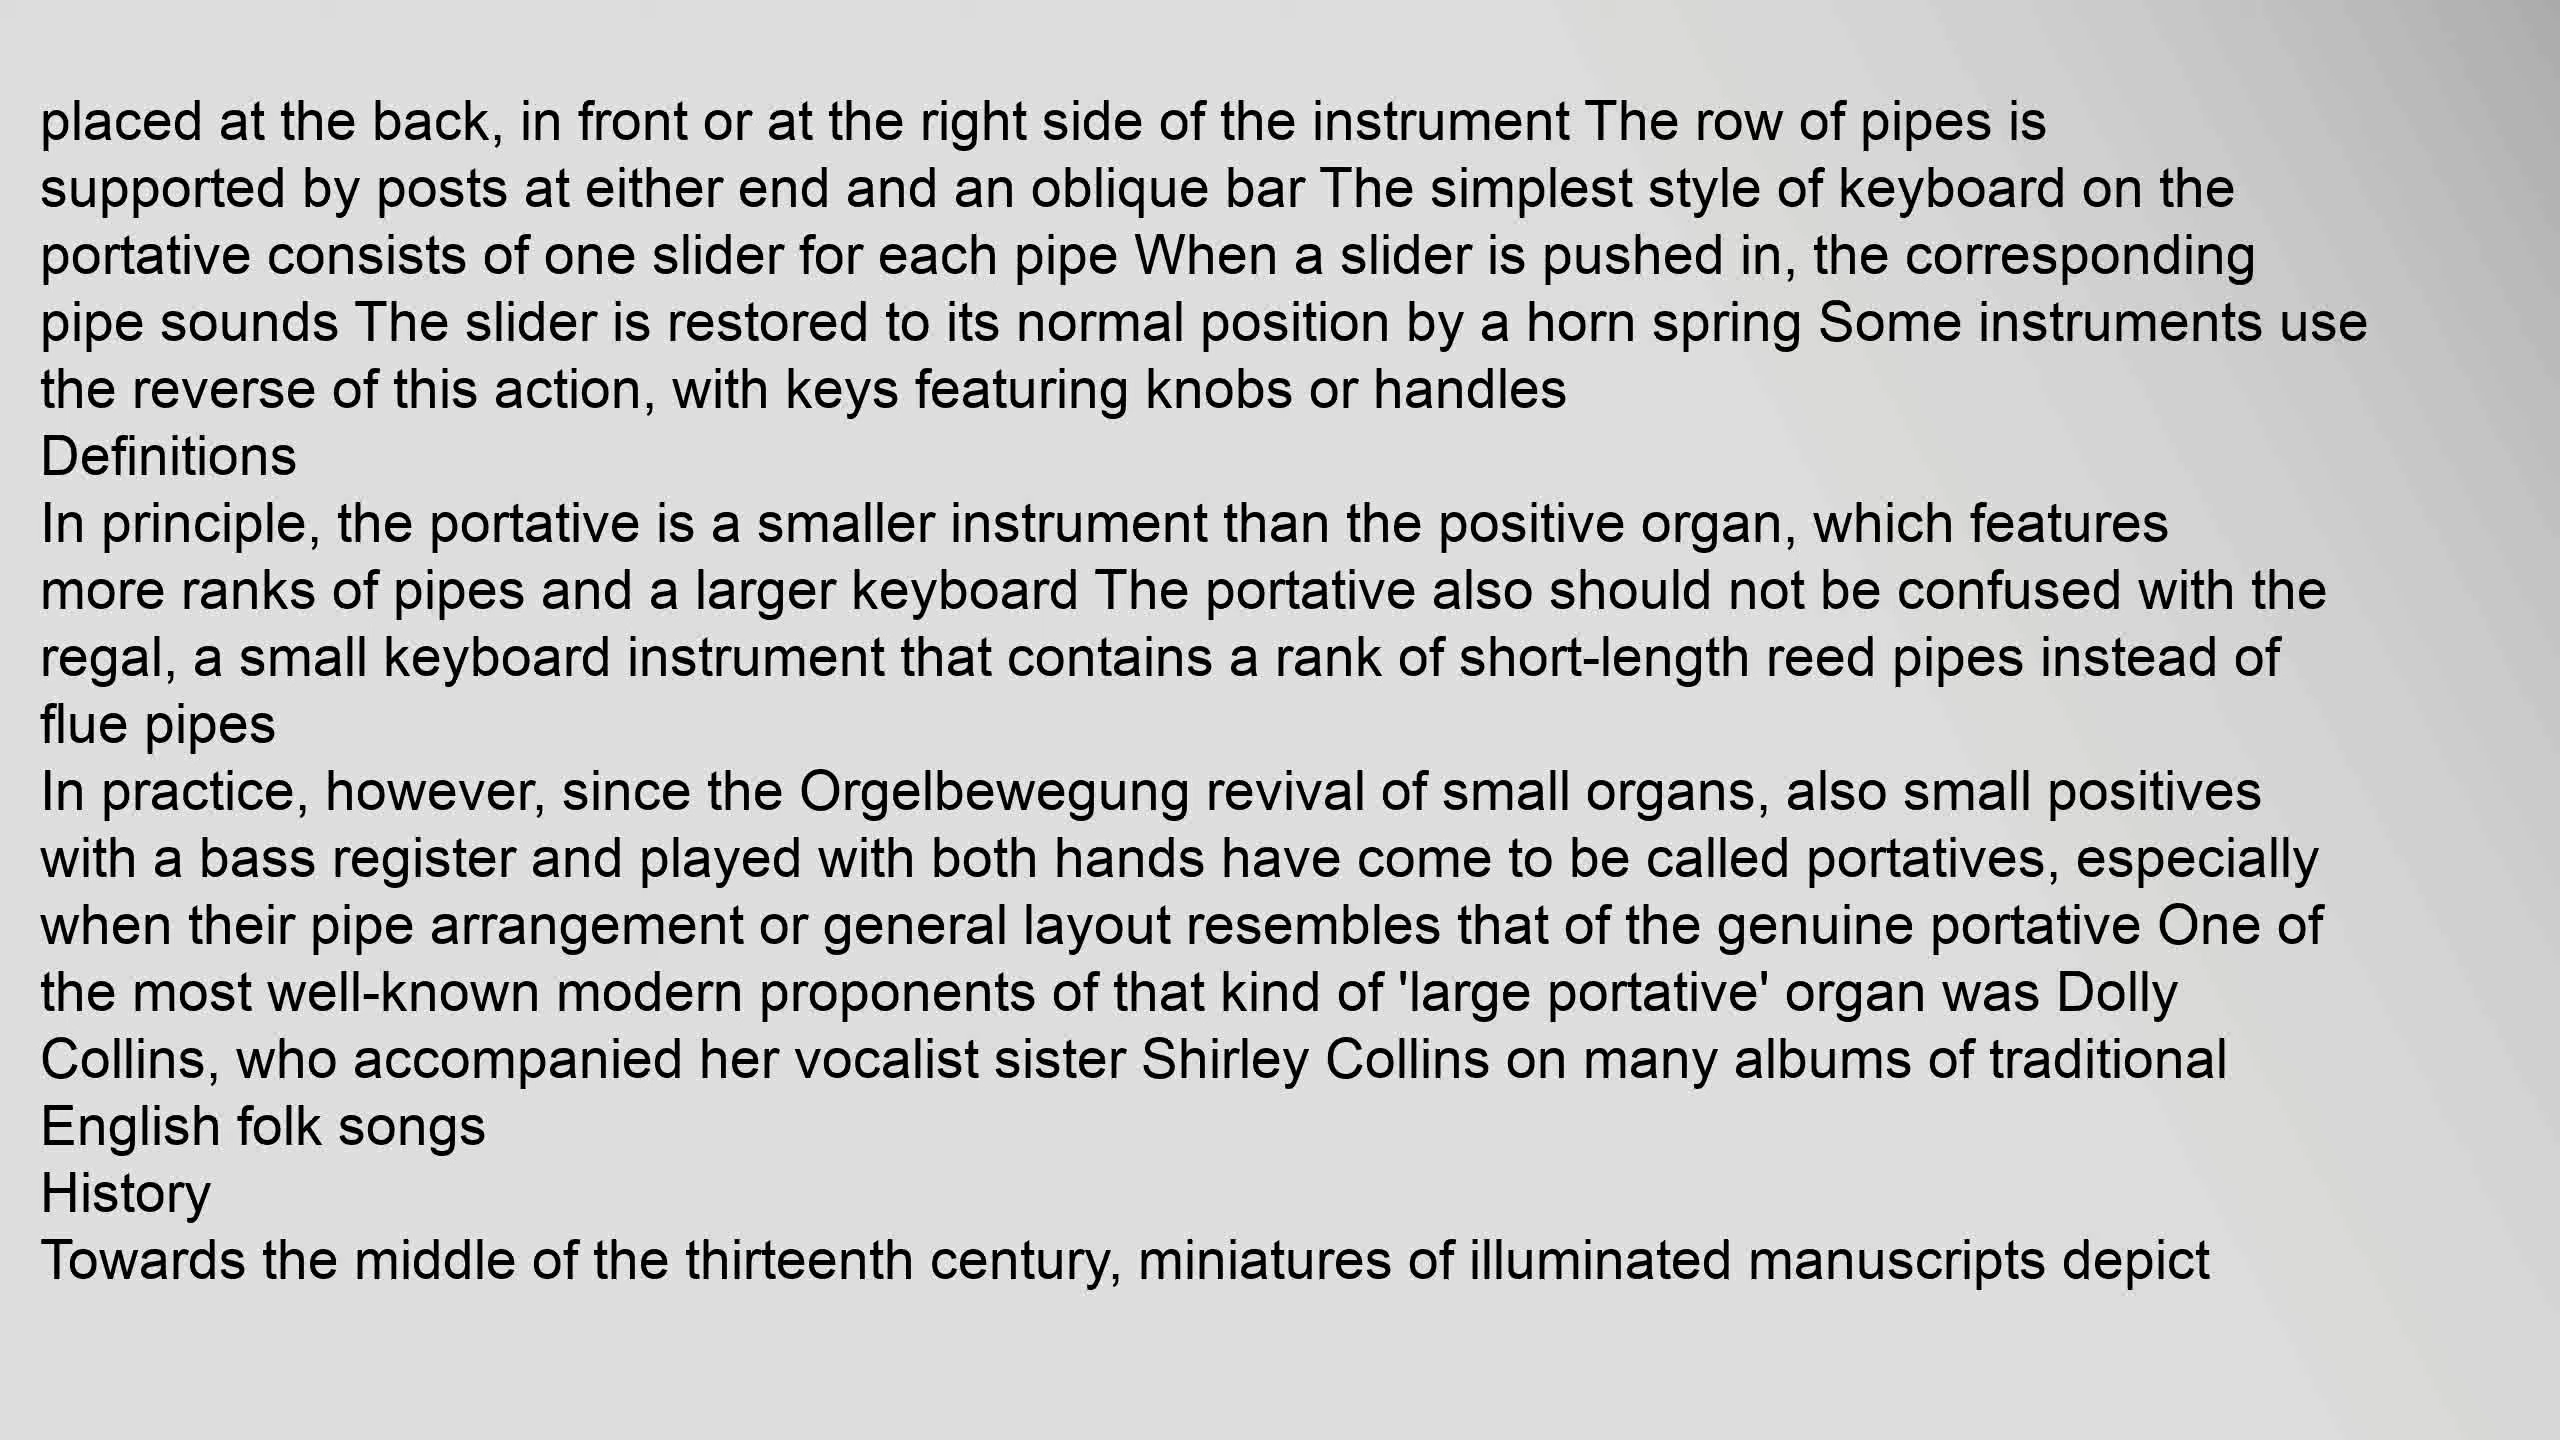 placed at the back, in front or at the right side of the instrument The row of pipes is
supported by posts at either end and an oblique bar The simplest style of keyboard on the
portative consists of one slider for each pipe When a slider is pushed in, the corresponding
pipe sounds The slider is restored to its normal position by a horn spring Some instruments use
the reverse of this action, with keys featuring knobs or handles
Definitions
In principle, the portative is a smaller instrument than the positive organ, which features
more ranks of pipes and a larger keyboard The portative also should not be confused with the
regal, a small keyboard instrument that contains a rank of short-length reed pipes instead of
flue pipes
In practice, however, since the Orgelbewegung revival of small organs, also small positives
with a bass register and played with both hands have come to be called portatives, especially
when their pipe arrangement or general layout resembles that of the genuine portative One of
the most well-known modern proponents of that kind of 'large portative' organ was Dolly
Collins, who accompanied her vocalist sister Shirley Collins on many albums of traditional
English folk songs
History
Towards the middle of the thirteenth century, miniatures of illuminated manuscripts depict